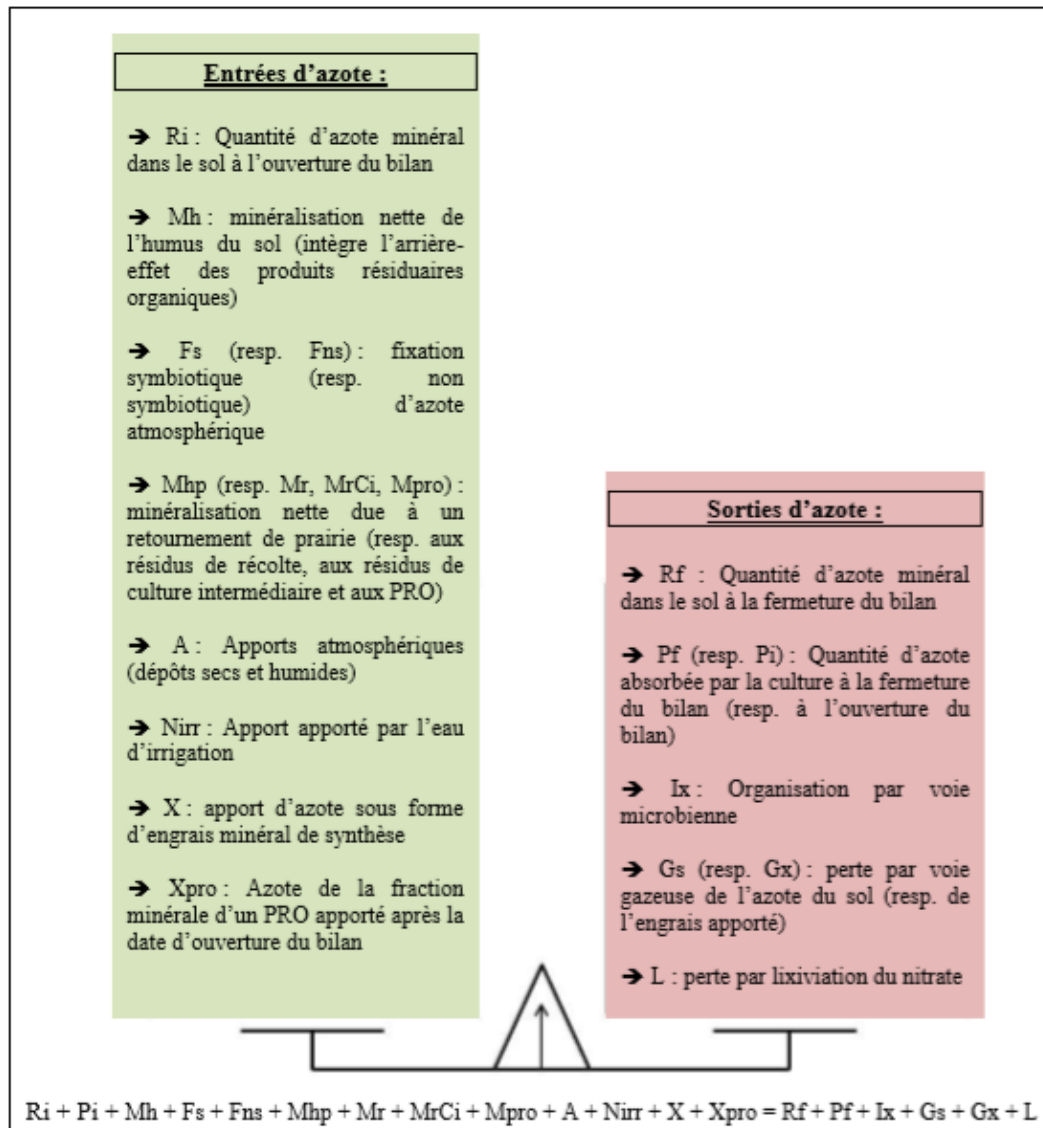 Entrées d'azote :
➔ Ri : Quantité d'azote minéral
dans le sol à l'ouverture du bilan
➔ Mh : minéralisation nette de
l'humus du sol (intègre l'arrière-
effet des produits résiduaires
organiques)
➔ Fs (resp. Fns) : fixation
symbiotique (resp. non
symbiotique) d'azote
atmosphérique
➔ Mhp (resp. Mr, MrCi, Mpro) :
minéralisation nette due à un
retournement de prairie (resp. aux
résidus de récolte, aux résidus de
culture intermédiaire et aux PRO)
➔ A : Apports atmosphériques
(dépôts secs et humides)
➔ Nirr : Apport apporté par l'eau
d'irrigation
➔ X : apport d'azote sous forme
d'engrais minéral de synthèse
➔ Xpro : Azote de la fraction
minérale d'un PRO apporté après la
date d'ouverture du bilan
Sorties d'azote :
➔ Rf : Quantité d'azote minéral
dans le sol à la fermeture du bilan
➔ Pf (resp. Pi) : Quantité d'azote
absorbée par la culture à la fermeture
du bilan (resp. à l'ouverture du
bilan)
➔ Ix : Organisation par voie
microbienne
➔ Gs (resp. Gx) : perte par voie
gazeuse de l'azote du sol (resp. de
l'engrais apporté)
➔ L : perte par lixiviation du nitrate
Ri + Pi + Mh + Fs + Fns + Mhp + Mr + MrCi + Mpro + A + Nirr + X + Xpro = Rf + Pf + Ix + Gs + Gx + L